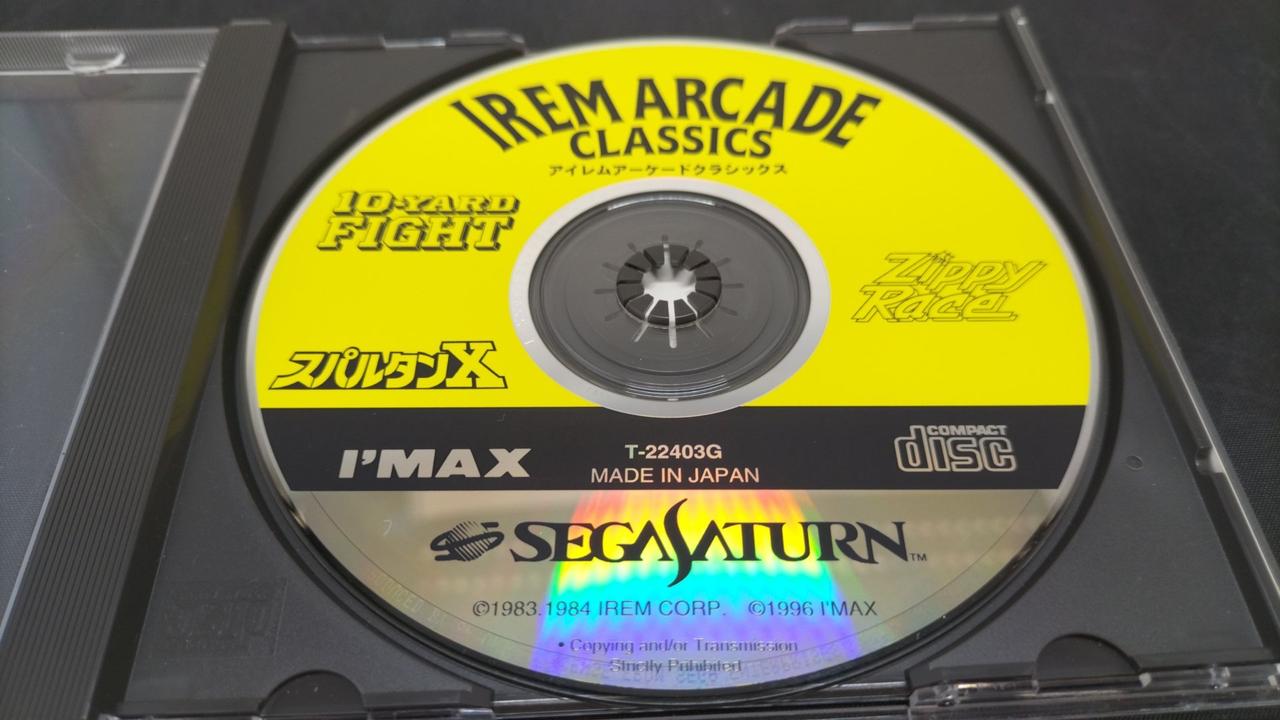 IREM ARCADE
CLASSICS
アイレムアーケードクラシックス
10-YARD
FIGHT
Zippy
Race
スパルタンX
I'MAX
T-22403G
MADE IN JAPAN
COMPACT
disc
SEGA SATURN™
©1983.1984 IREM CORP. ©1996 I'MAX
• Copying and/or Transmission
Strictly Prohibited